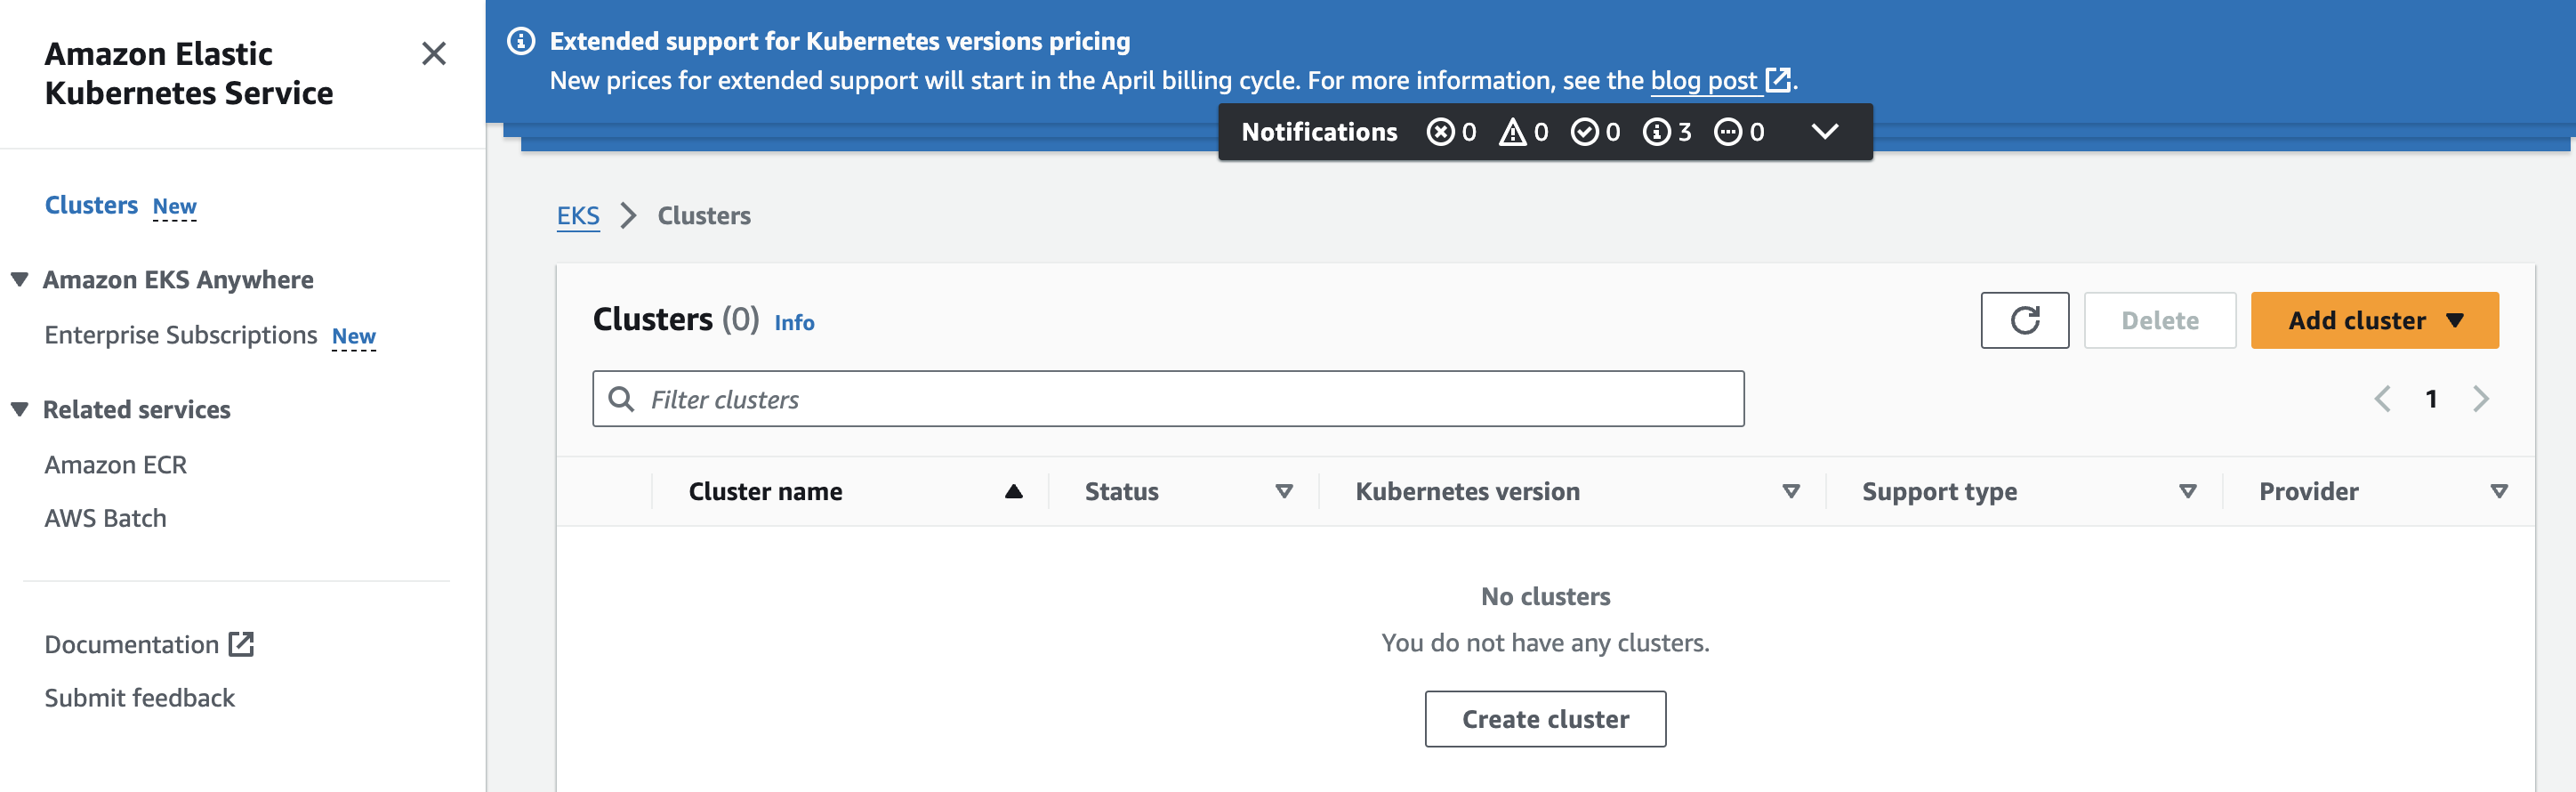 Amazon Elastic
Kubernetes Service
Clusters New
Amazon EKS Anywhere
Enterprise Subscriptions New
Related services
Amazon ECR
AWS Batch
Documentation
Submit feedback
Extended support for Kubernetes versions pricing
New prices for extended support will start in the April billing cycle. For more information, see the blog post.
Notifications 0 0 0 3 0
EKS Clusters
Clusters (0) Info
Delete
Add cluster
Filter clusters
1
Cluster name Status Kubernetes version Support type Provider
No clusters
You do not have any clusters.
Create cluster